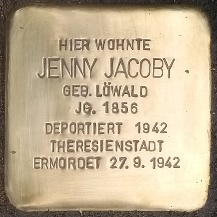 HIER WOHNTE
JENNY JACOBY
GEB. LÖWALD
JG. 1856
DEPORTIERT 1942
THERESIENSTADT
ERMORDET 27.9.1942